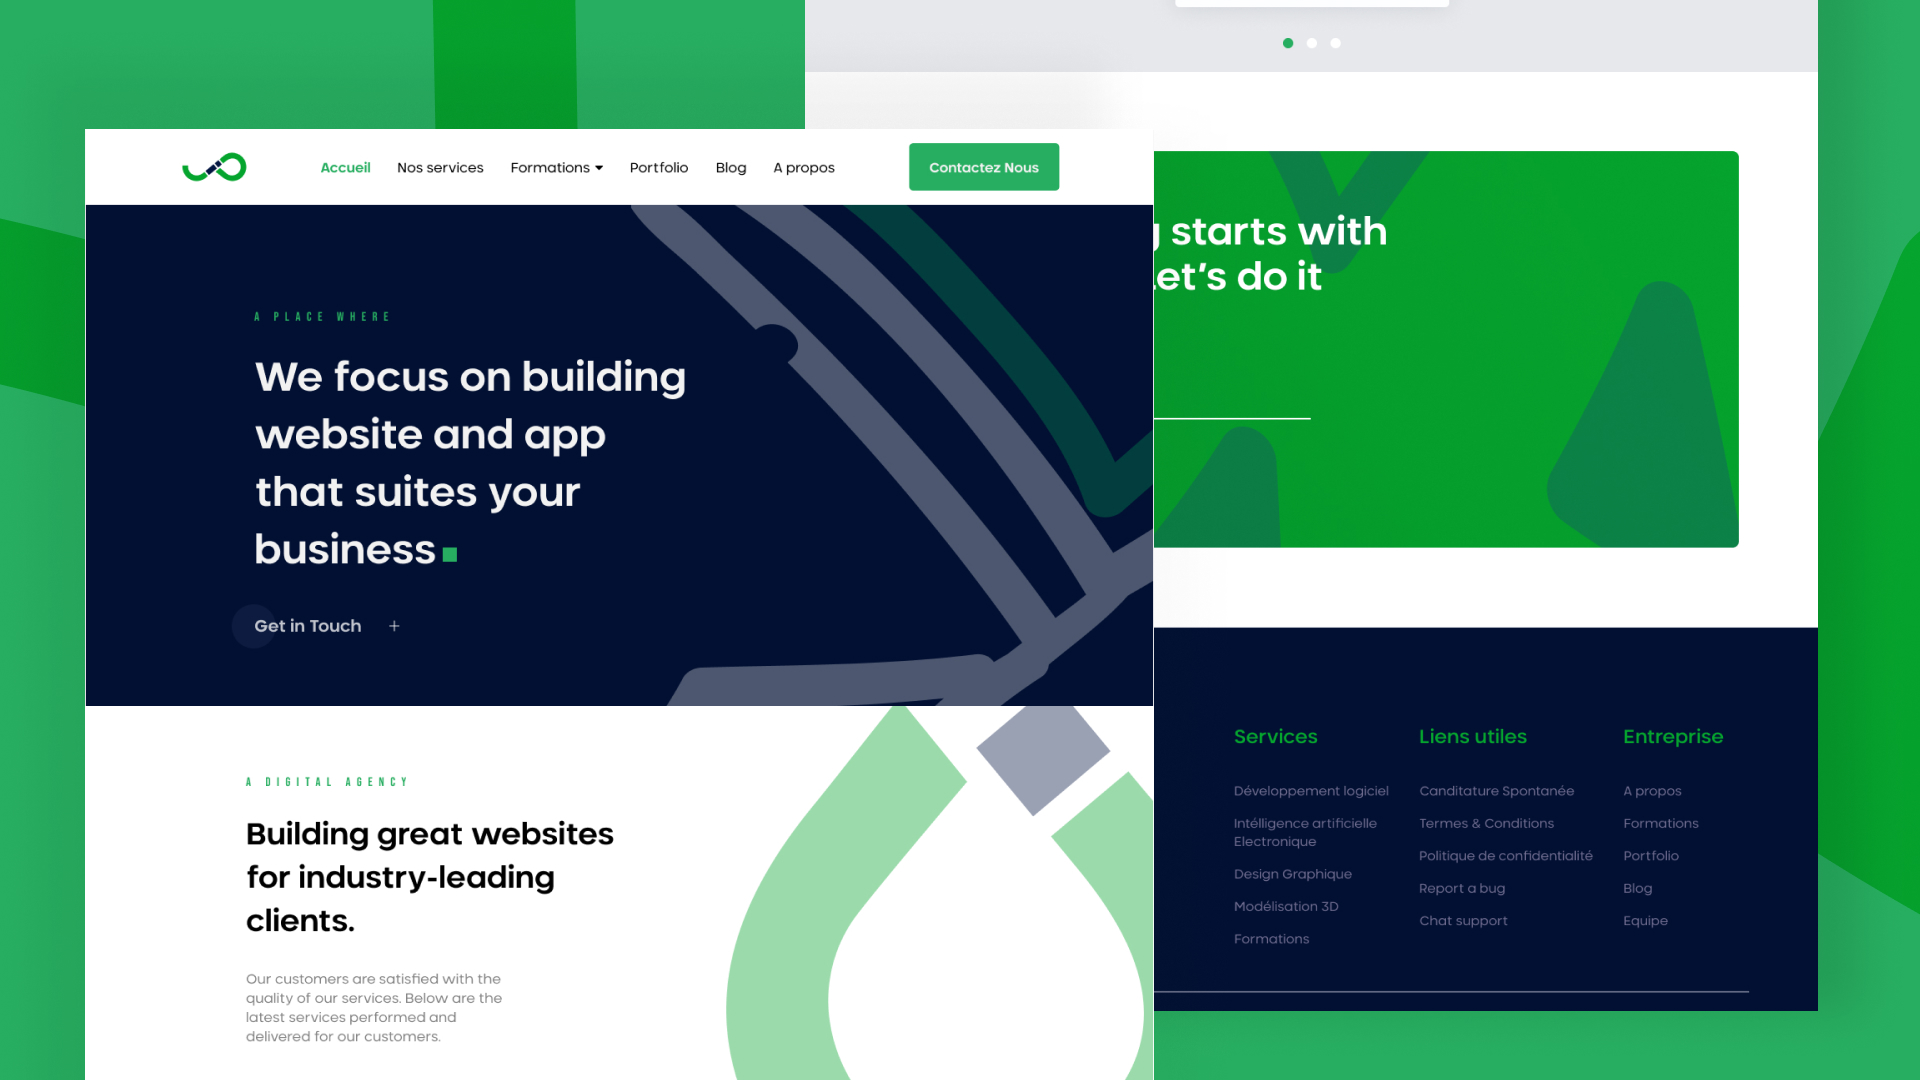 Accueil Nos services Formations Portfolio Blog A propos Contactez Nous
A PLACE WHERE
We focus on building
website and app
that suites your
business
Get in Touch +
A DIGITAL AGENCY
Building great websites
for industry-leading
clients.
Our customers are satisfied with the
quality of our services. Below are the
latest services performed and
delivered for our customers.
starts with
et's do it
Services
Développement logiciel
Intélligence artificielle
Electronique
Design Graphique
Modélisation 3D
Formations
Liens utiles
Canditature Spontanée
Termes & Conditions
Politique de confidentialité
Report a bug
Chat support
Entreprise
A propos
Formations
Portfolio
Blog
Equipe